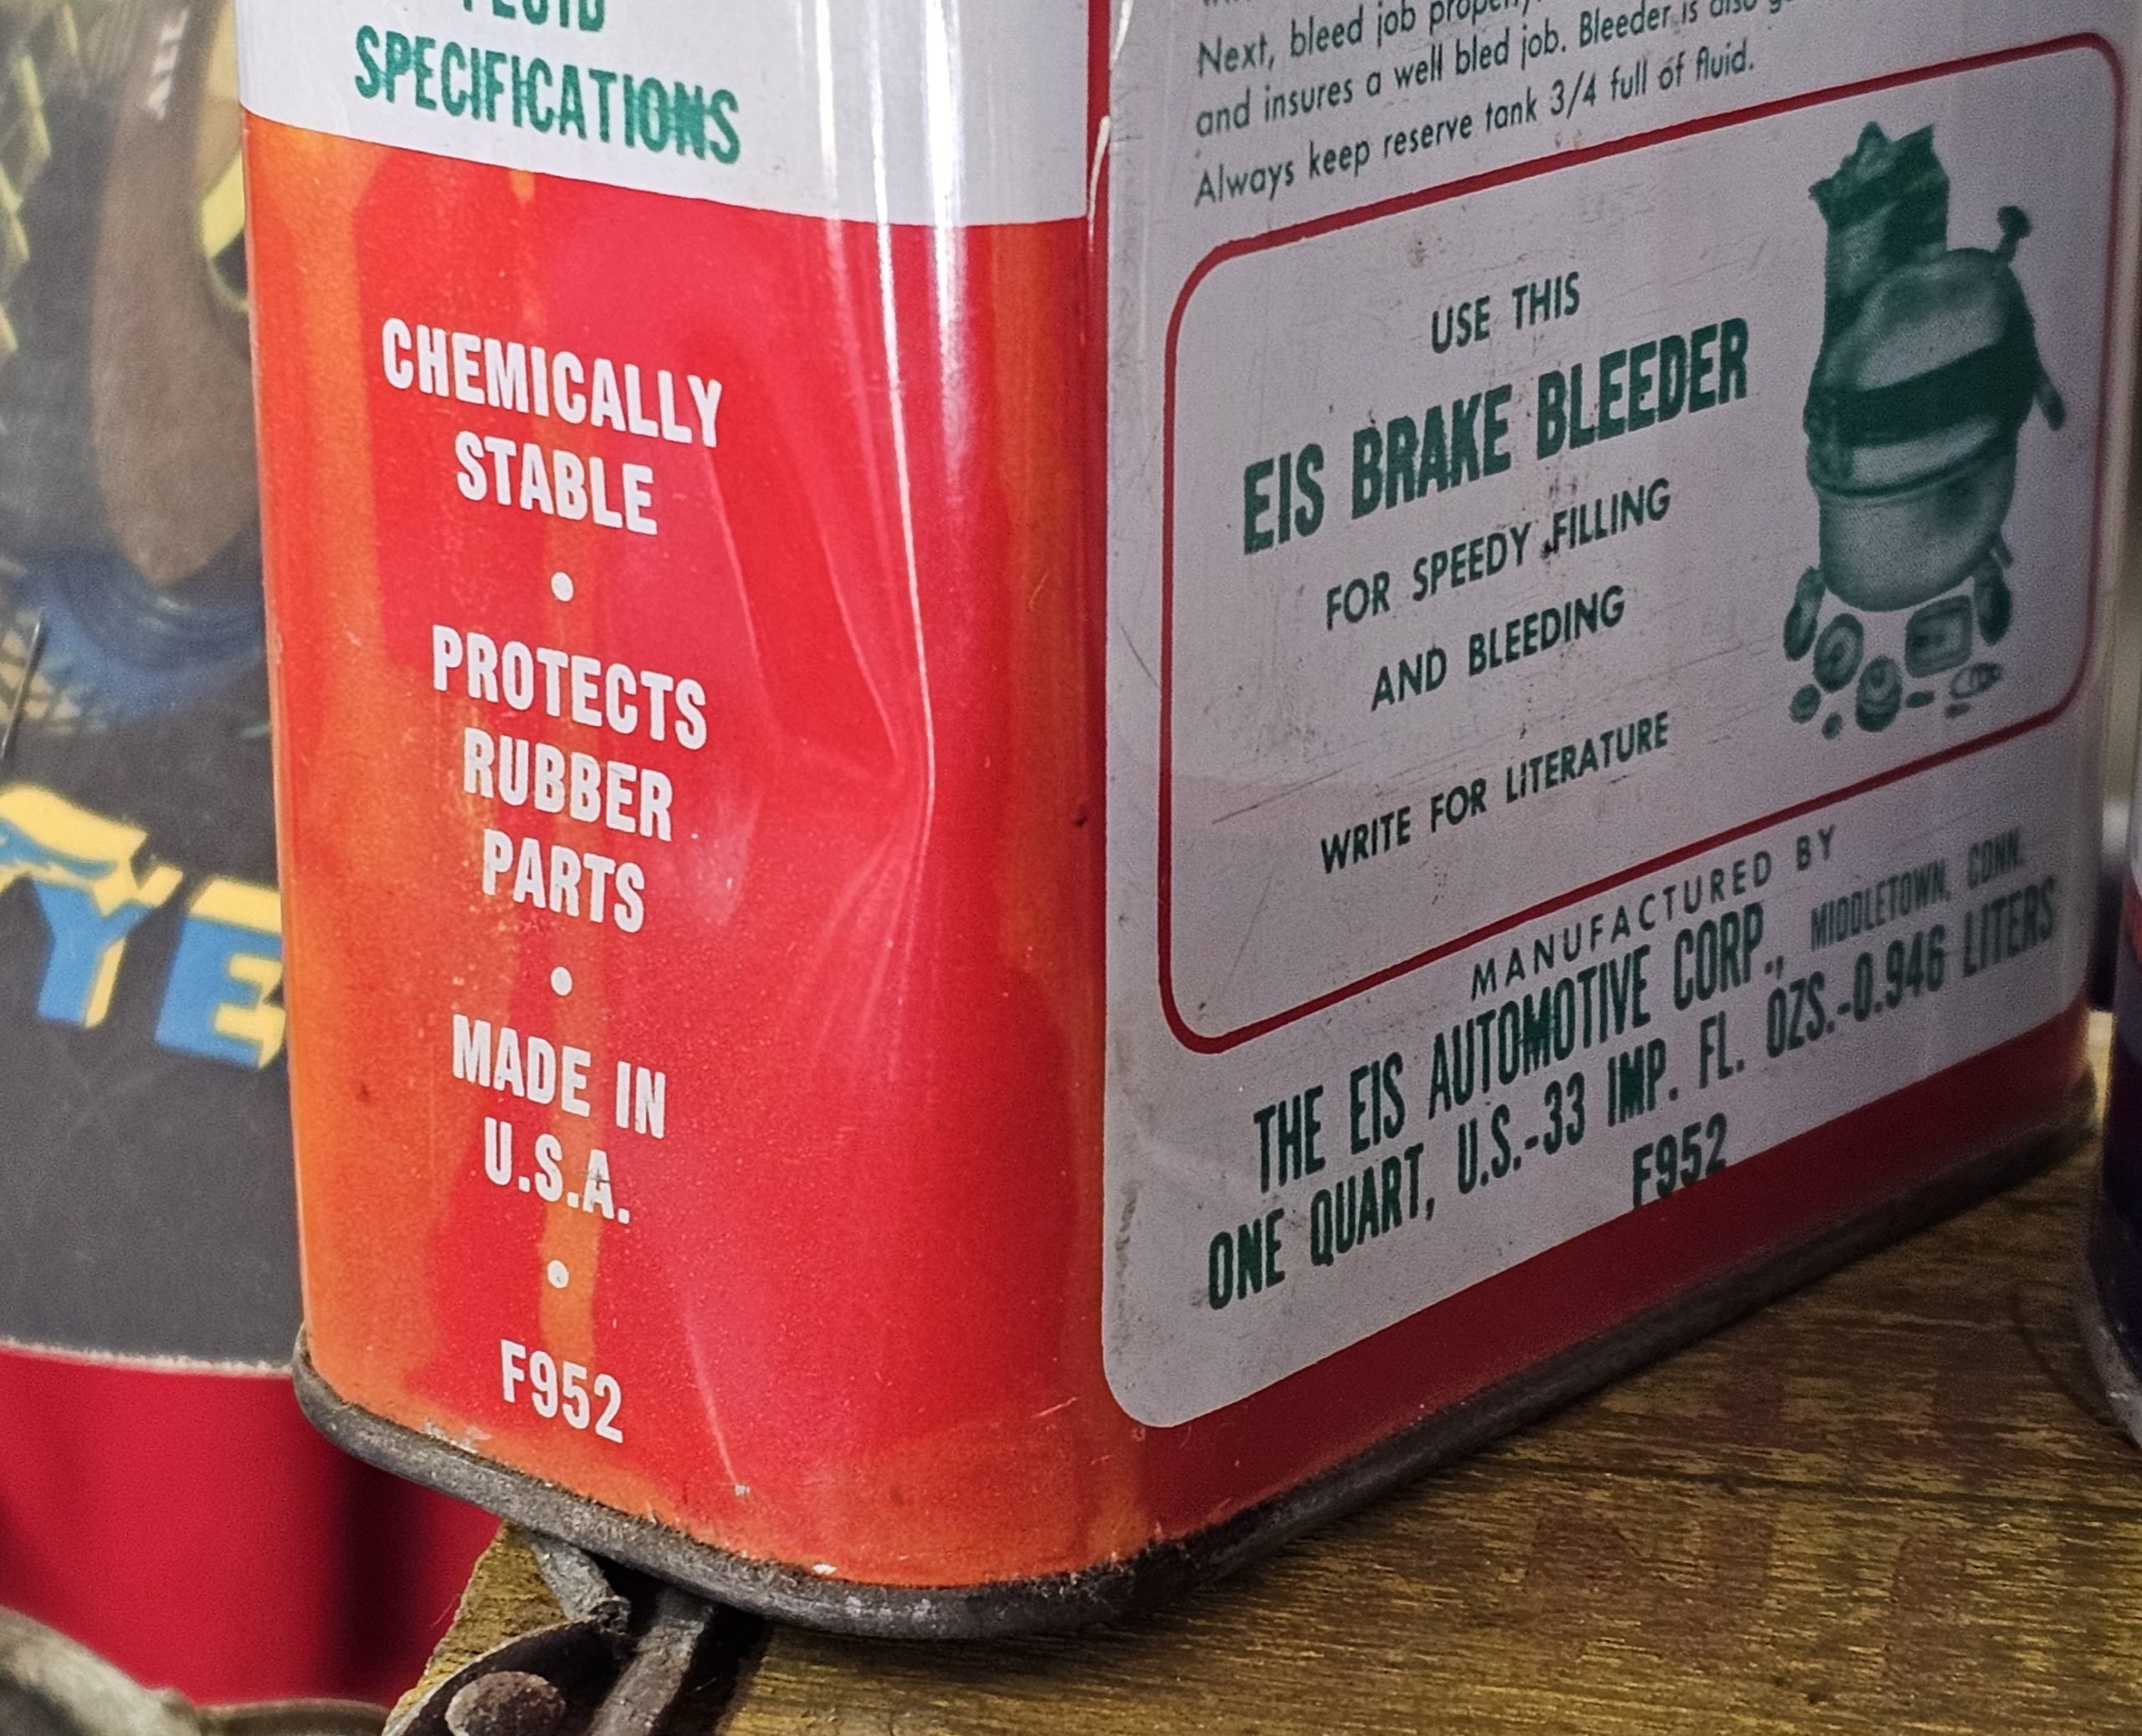 FLUID
SPECIFICATIONS
CHEMICALLY
STABLE
•
PROTECTS
RUBBER
PARTS
•
MADE IN
U.S.A.
•
F952
Next, bleed job properly.
and insures a well bled job. Bleeder is also
Always keep reserve tank 3/4 full of fluid.
USE THIS
EIS BRAKE BLEEDER
FOR SPEEDY FILLING
AND BLEEDING
WRITE FOR LITERATURE
MANUFACTURED BY
THE EIS AUTOMOTIVE CORP., MIDDLETOWN, CONN.
ONE QUART, U.S.-33 IMP. FL. OZS.-0.946 LITERS
F952
YE